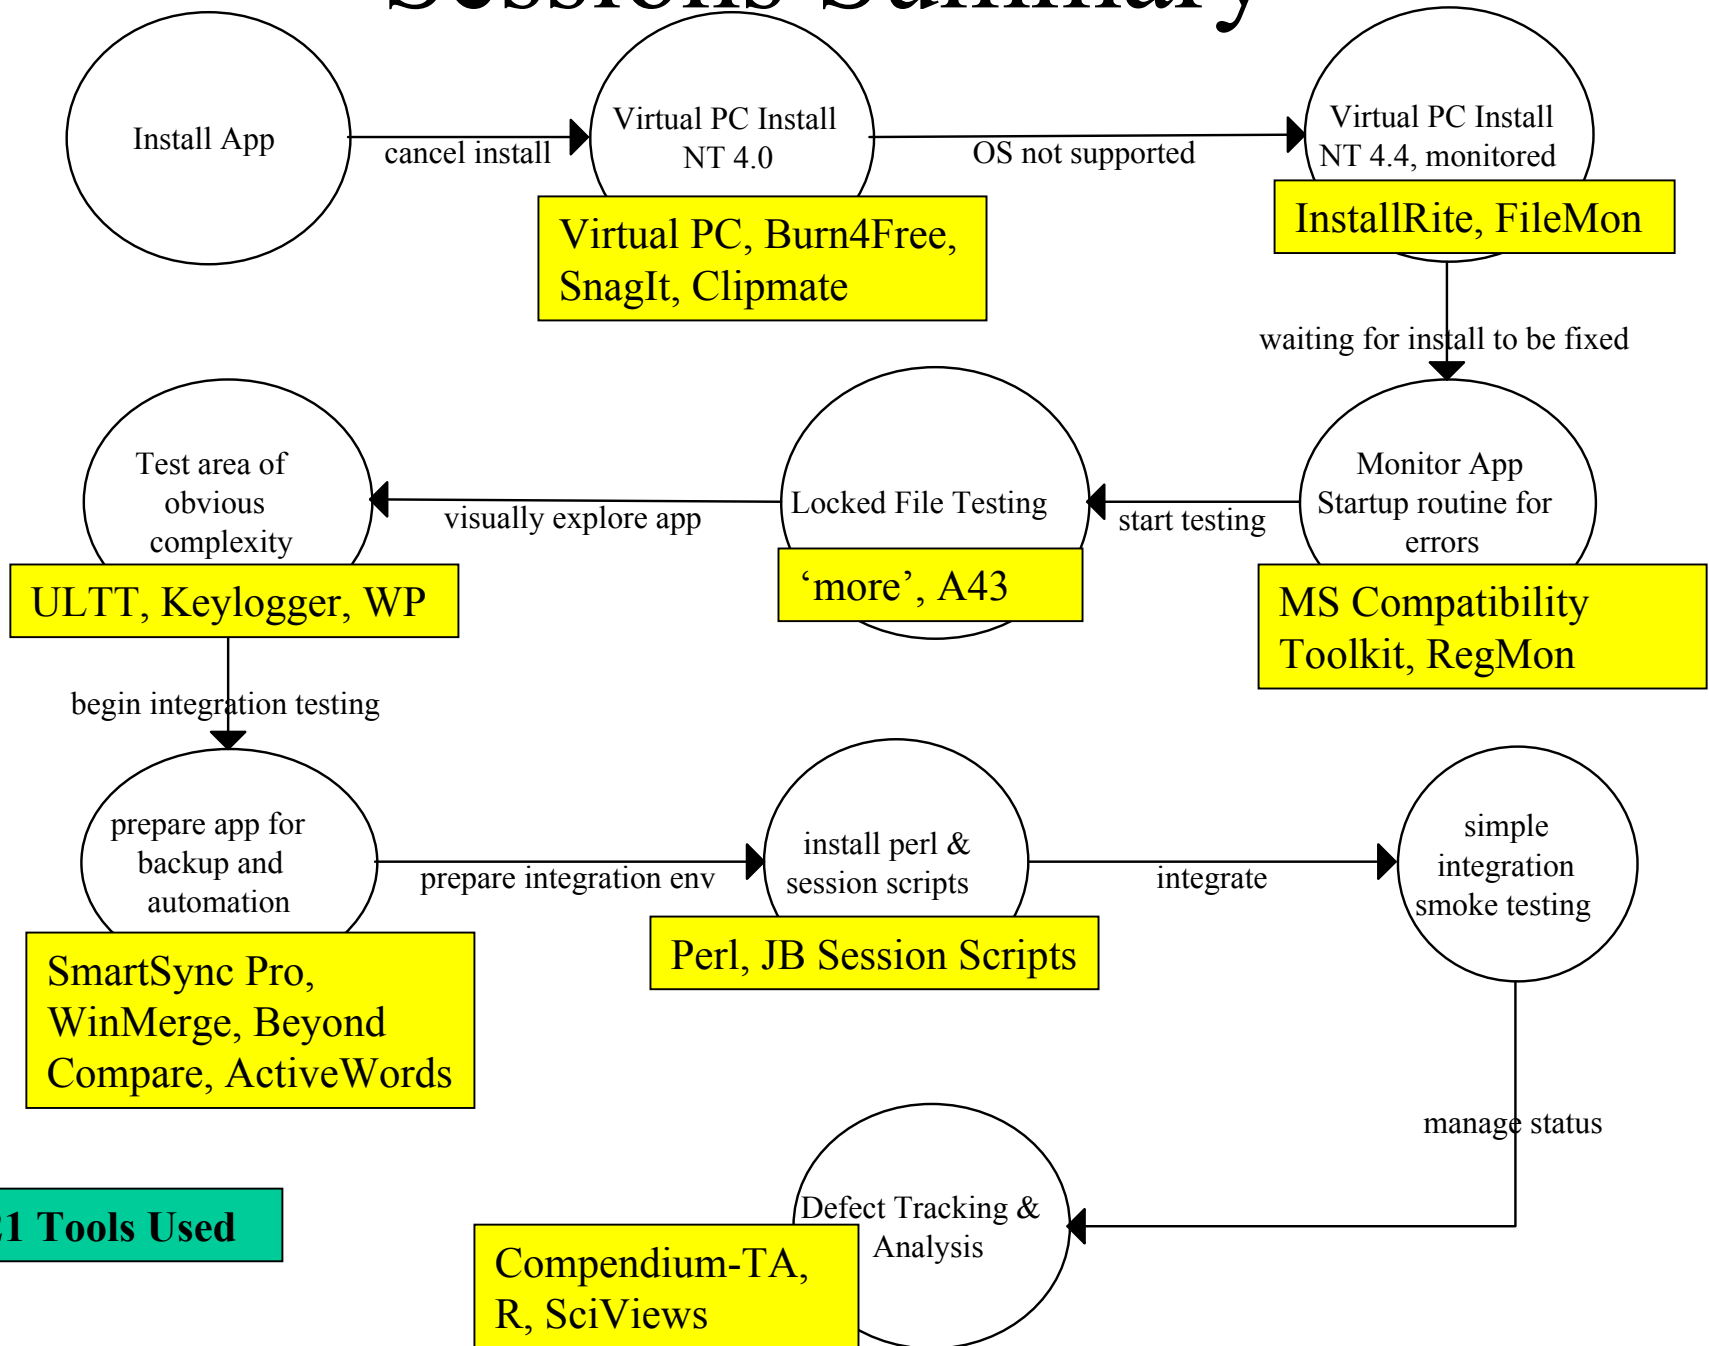 Sessions Summary
Install App
cancel install
Virtual PC Install
NT 4.0
Virtual PC, Burn4Free,
SnagIt, Clipmate
OS not supported
Virtual PC Install
NT 4.4, monitored
InstallRite, FileMon
waiting for install to be fixed
Monitor App
Startup routine for
errors
MS Compatibility
Toolkit, RegMon
start testing
Locked File Testing
‘more’, A43
visually explore app
Test area of
obvious
complexity
ULTT, Keylogger, WP
begin integration testing
prepare app for
backup and
automation
SmartSync Pro,
WinMerge, Beyond
Compare, ActiveWords
prepare integration env
install perl &
session scripts
Perl, JB Session Scripts
integrate
simple
integration
smoke testing
manage status
Defect Tracking &
Analysis
Compendium-TA,
R, SciViews
21 Tools Used